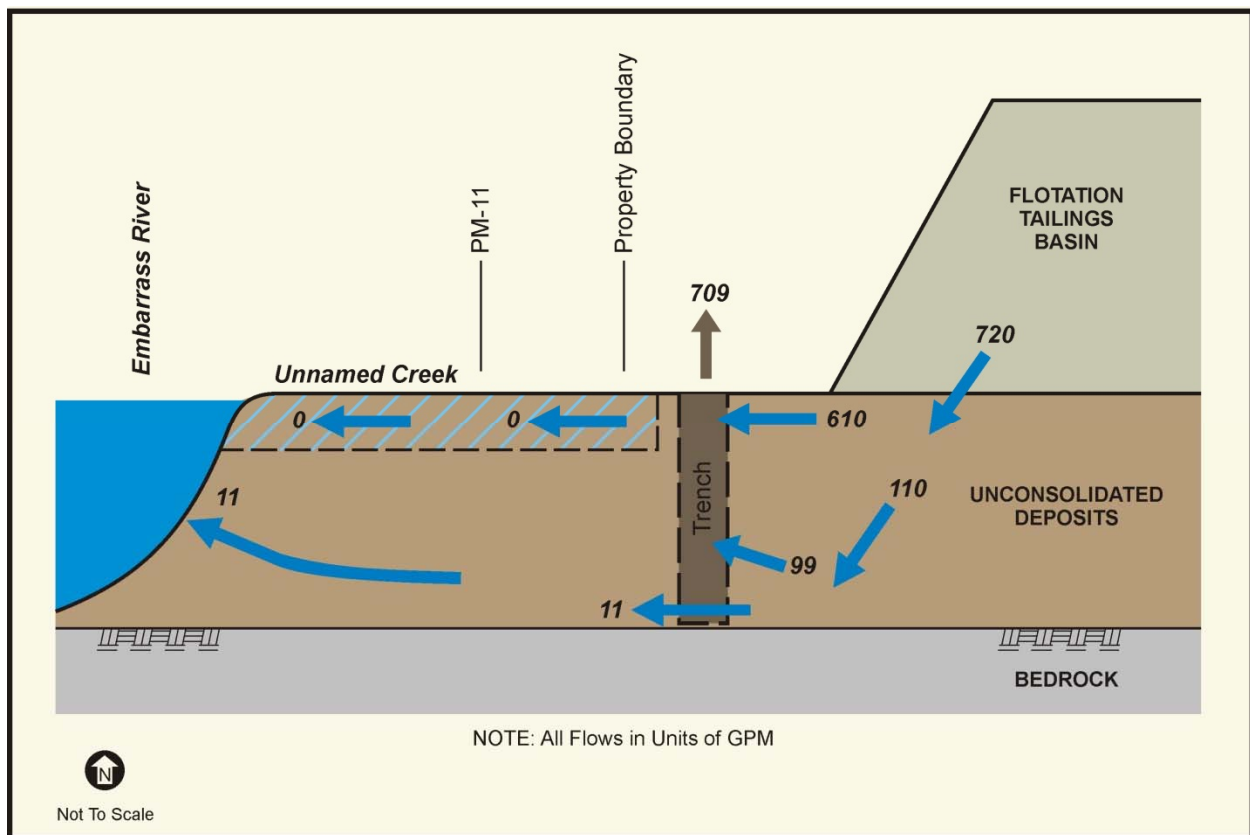 Embarrass River
PM-11
Property Boundary
FLOTATION
TAILINGS
BASIN
709
720
Unnamed Creek
0
0
610
11
110
UNCONSOLIDATED
DEPOSITS
Trench
99
11
BEDROCK
NOTE: All Flows in Units of GPM
N
Not To Scale